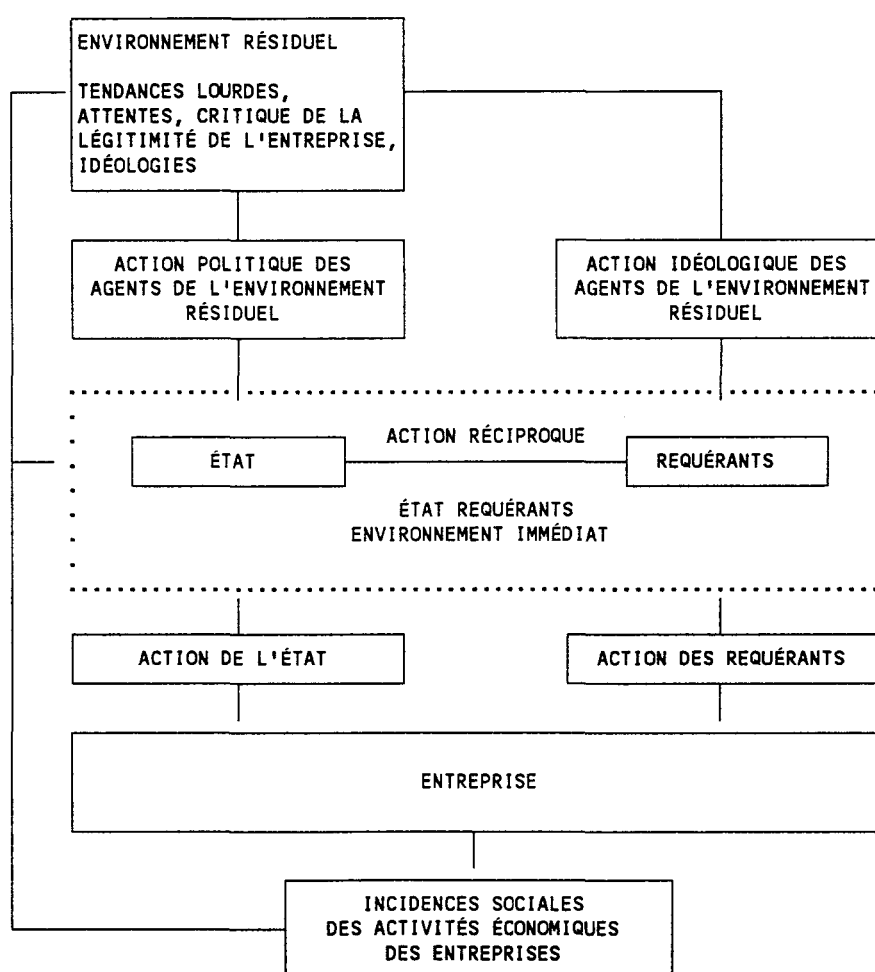 ENVIRONNEMENT RÉSIDUEL
TENDANCES LOURDES,
ATTENTES, CRITIQUE DE LA
LÉGITIMITÉ DE L'ENTREPRISE,
IDÉOLOGIES
ACTION POLITIQUE DES
AGENTS DE L'ENVIRONNEMENT
RÉSIDUEL
ACTION IDÉOLOGIQUE DES
AGENTS DE L'ENVIRONNEMENT
RÉSIDUEL
ACTION RÉCIPROQUE
ÉTAT
REQUÉRANTS
ÉTAT REQUÉRANTS
ENVIRONNEMENT IMMÉDIAT
ACTION DE L'ÉTAT
ACTION DES REQUÉRANTS
ENTREPRISE
INCIDENCES SOCIALES
DES ACTIVITÉS ÉCONOMIQUES
DES ENTREPRISES